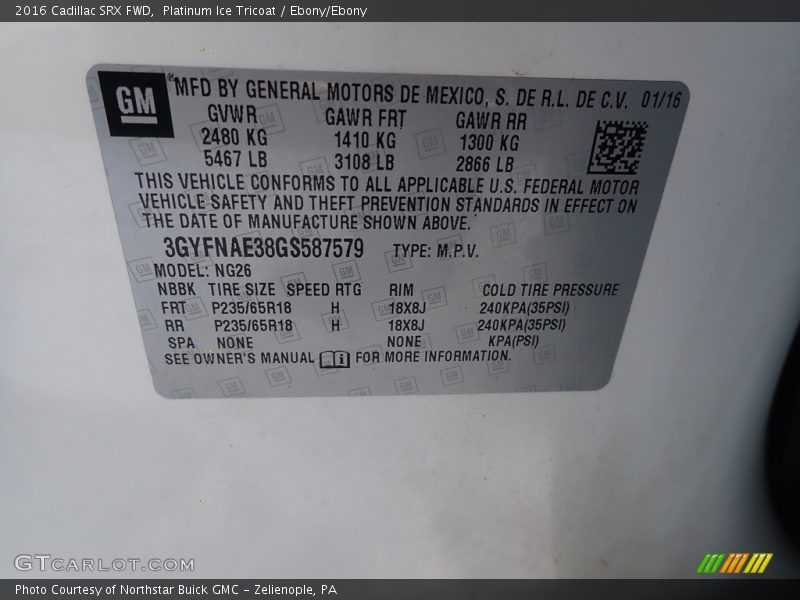 2016 Cadillac SRX FWD,  Platinum Ice Tricoat / Ebony/Ebony
GM
® MFD BY GENERAL MOTORS DE MEXICO, S. DE R.L. DE C.V. 01/16
GVWR GAWR FRT GAWR RR
2480 KG 1410 KG 1300 KG
5467 LB 3108 LB 2866 LB
THIS VEHICLE CONFORMS TO ALL APPLICABLE U.S. FEDERAL MOTOR
VEHICLE SAFETY AND THEFT PREVENTION STANDARDS IN EFFECT ON
THE DATE OF MANUFACTURE SHOWN ABOVE.
3GYFNAE38GS587579 TYPE: M.P.V.
MODEL: NG26
NBBK TIRE SIZE SPEED RTG RIM COLD TIRE PRESSURE
FRT P235/65R18 H 18X8J 240KPA(35PSI)
RR P235/65R18 H 18X8J 240KPA(35PSI)
SPA NONE NONE KPA(PSI)
SEE OWNER'S MANUAL i FOR MORE INFORMATION.
GTCARLOT.COM
Photo Courtesy of Northstar Buick GMC - Zelienople, PA